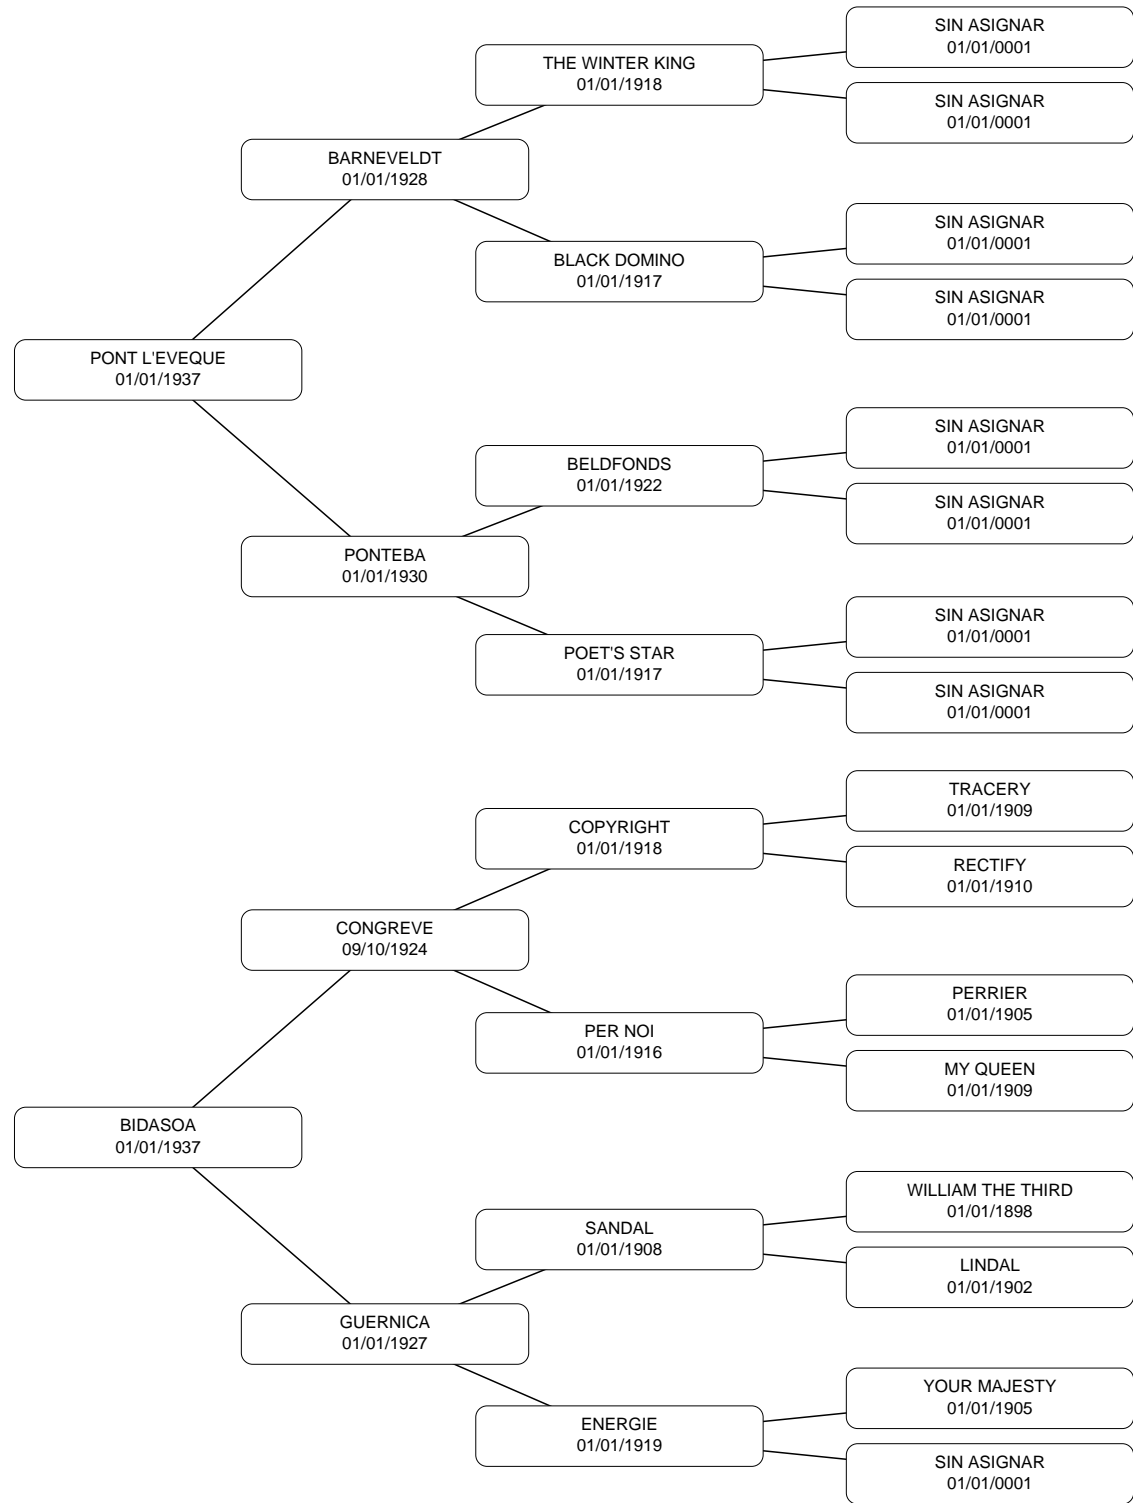 SIN ASIGNAR
01/01/0001
THE WINTER KING
01/01/1918
SIN ASIGNAR
01/01/0001
BARNEVELDT
01/01/1928
SIN ASIGNAR
01/01/0001
BLACK DOMINO
01/01/1917
SIN ASIGNAR
01/01/0001
PONT L'EVEQUE
01/01/1937
SIN ASIGNAR
01/01/0001
BELDFONDS
01/01/1922
SIN ASIGNAR
01/01/0001
PONTEBA
01/01/1930
SIN ASIGNAR
01/01/0001
POET'S STAR
01/01/1917
SIN ASIGNAR
01/01/0001
TRACERY
01/01/1909
COPYRIGHT
01/01/1918
RECTIFY
01/01/1910
CONGREVE
09/10/1924
PERRIER
01/01/1905
PER NOI
01/01/1916
MY QUEEN
01/01/1909
BIDASOA
01/01/1937
WILLIAM THE THIRD
01/01/1898
SANDAL
01/01/1908
LINDAL
01/01/1902
GUERNICA
01/01/1927
YOUR MAJESTY
01/01/1905
ENERGIE
01/01/1919
SIN ASIGNAR
01/01/0001